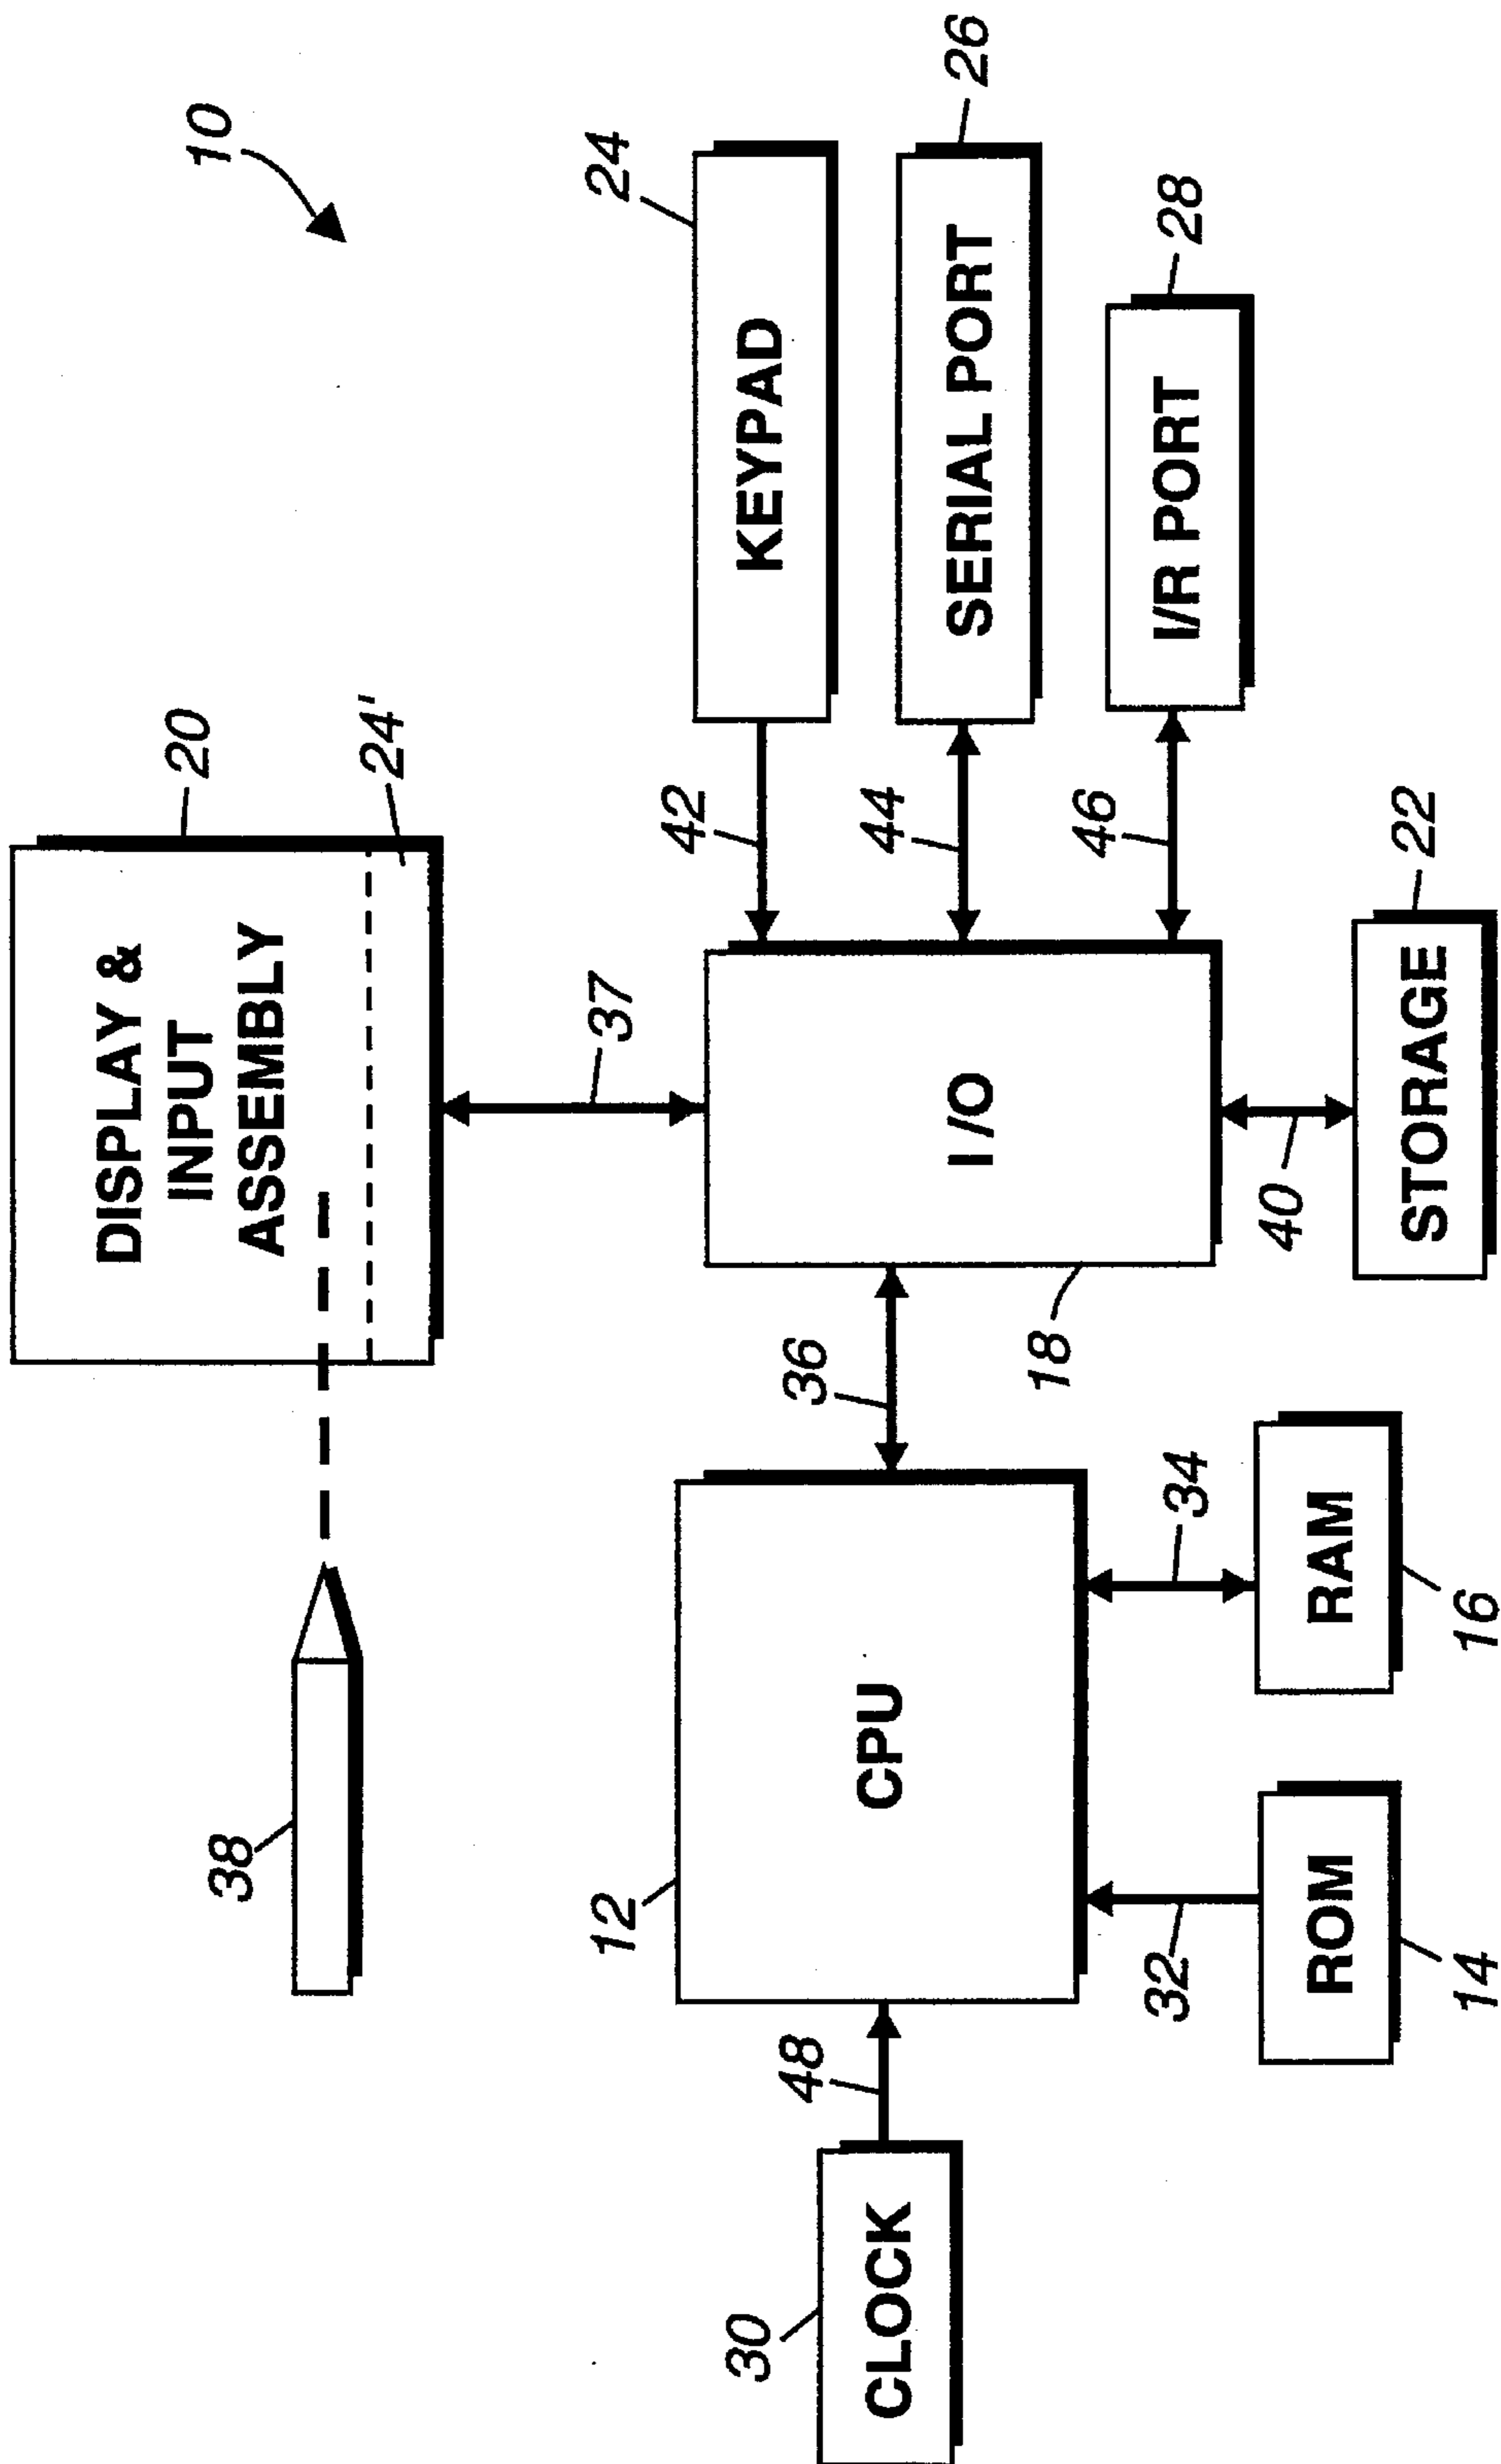 10
38
DISPLAY &
INPUT
ASSEMBLY
20
24'
37
24
KEYPAD
42
12
CPU
36
I/O
18
44
SERIAL PORT
26
30
CLOCK
48
46
I/R PORT
28
32
34
40
ROM
14
RAM
16
STORAGE
22